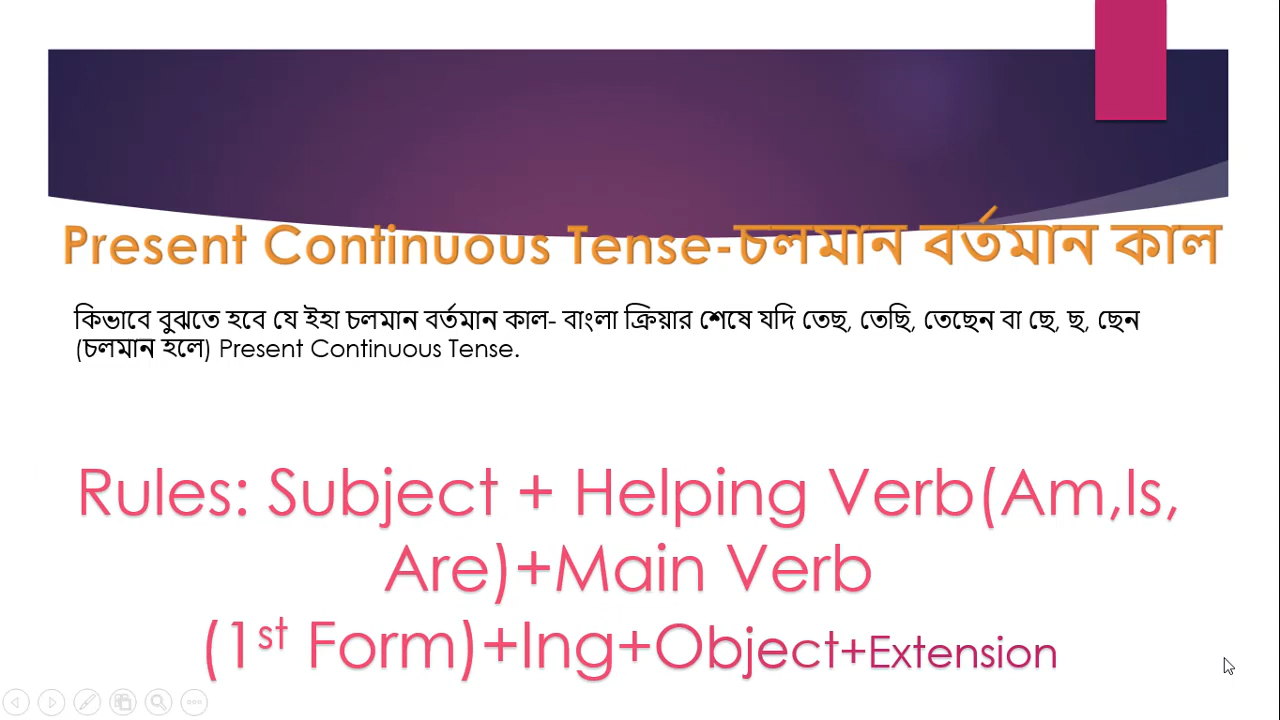 Present Continuous Tense-চলমান বর্তমান কাল
কিভাবে বুঝতে হবে যে ইহা চলমান বর্তমান কাল- বাংলা ক্রিয়ার শেষে যদি তেছ, তেছি, তেছেন বা ছে, ছ, ছেন
(চলমান হলে) Present Continuous Tense.
Rules: Subject + Helping Verb(Am,Is,
Are)+Main Verb
(1st Form)+Ing+Object+Extension